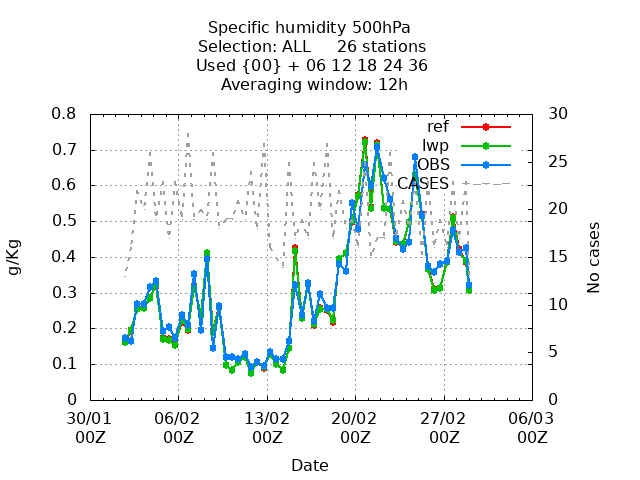 Specific humidity 500hPa
Selection: ALL 26 stations
Used {00} + 06 12 18 24 36
Averaging window: 12h
0.8
0.7
0.6
0.5
0.4
0.3
0.2
0.1
0
g/Kg
30
25
20
15
10
5
0
No cases
ref
lwp
OBS
CASES
30/01 06/02 13/02 20/02 27/02 06/03
00Z 00Z 00Z 00Z 00Z 00Z
Date